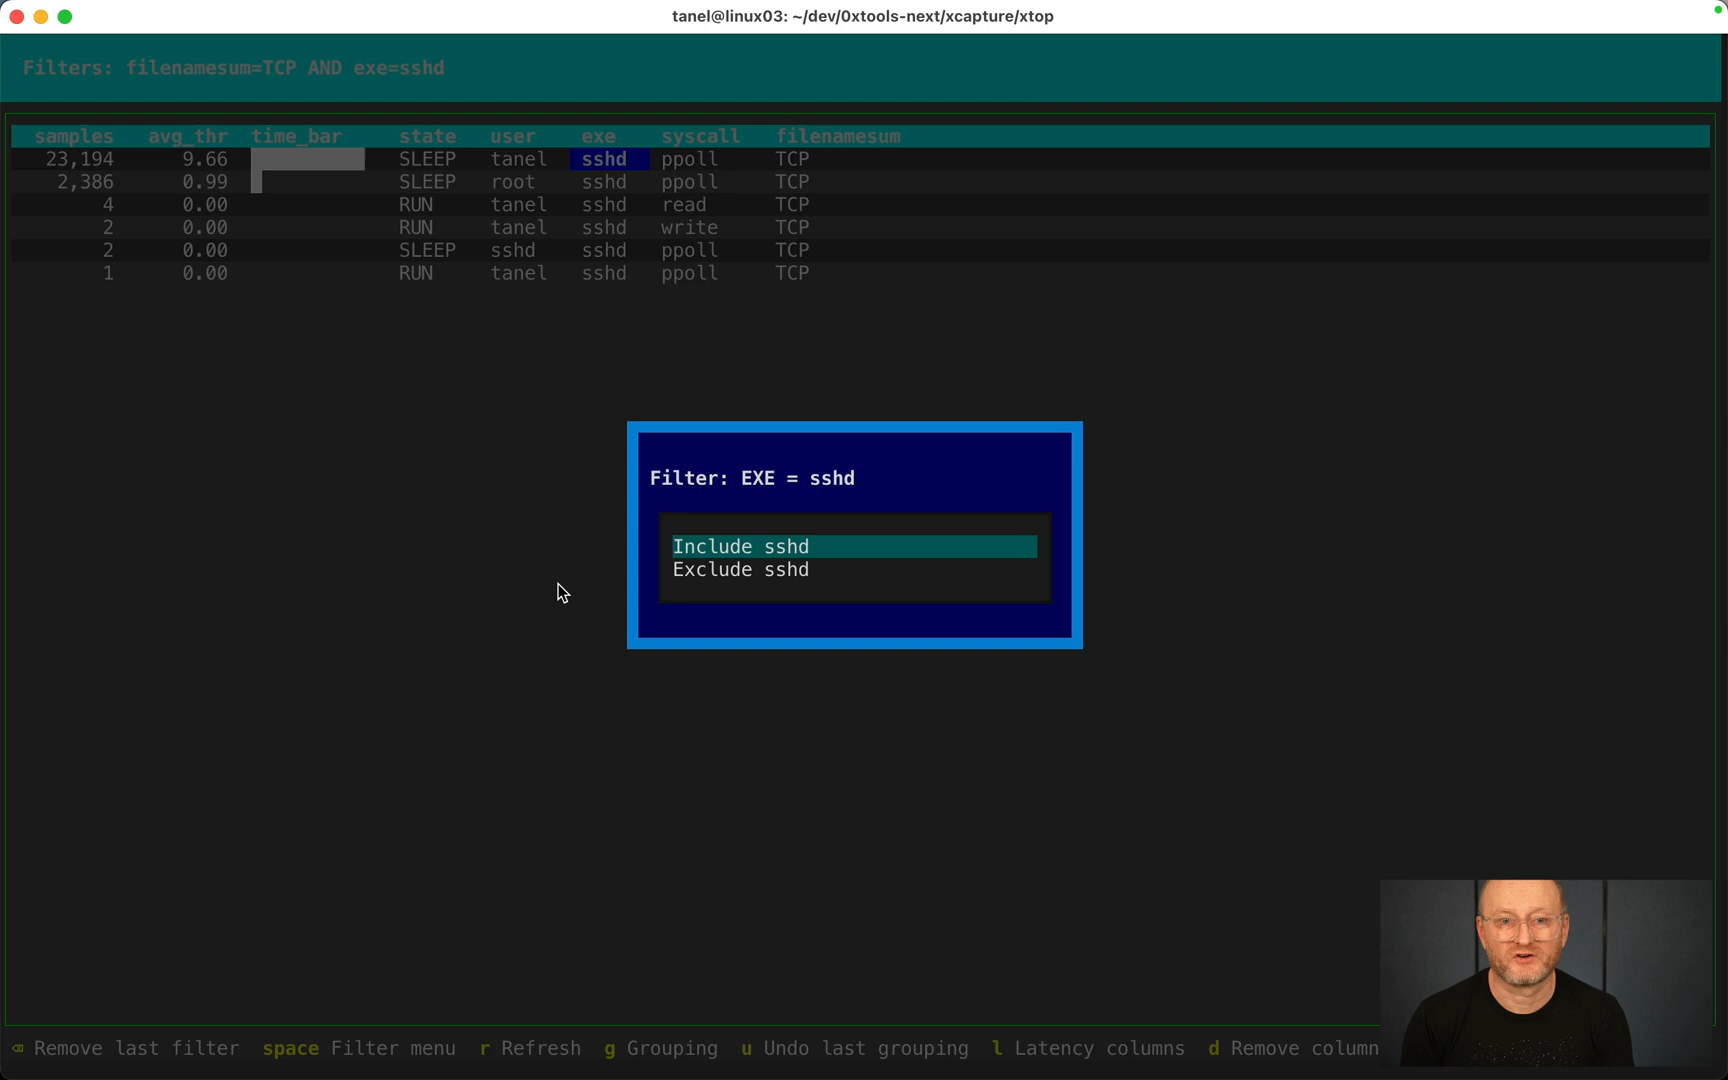 tanel@linux03: ~/dev/0xtools-next/xcapture/xtop
Filters: filenamesum=TCP AND exe=sshd
samples avg_thr time_bar state user exe syscall filenamesum
23,194 9.66 SLEEP tanel sshd ppoll TCP
2,386 0.99 SLEEP root sshd ppoll TCP
4 0.00 RUN tanel sshd read TCP
2 0.00 RUN tanel sshd write TCP
2 0.00 SLEEP sshd sshd ppoll TCP
1 0.00 RUN tanel sshd ppoll TCP
Filter: EXE = sshd
Include sshd
Exclude sshd
⌫ Remove last filter space Filter menu r Refresh g Grouping u Undo last grouping l Latency columns d Remove column